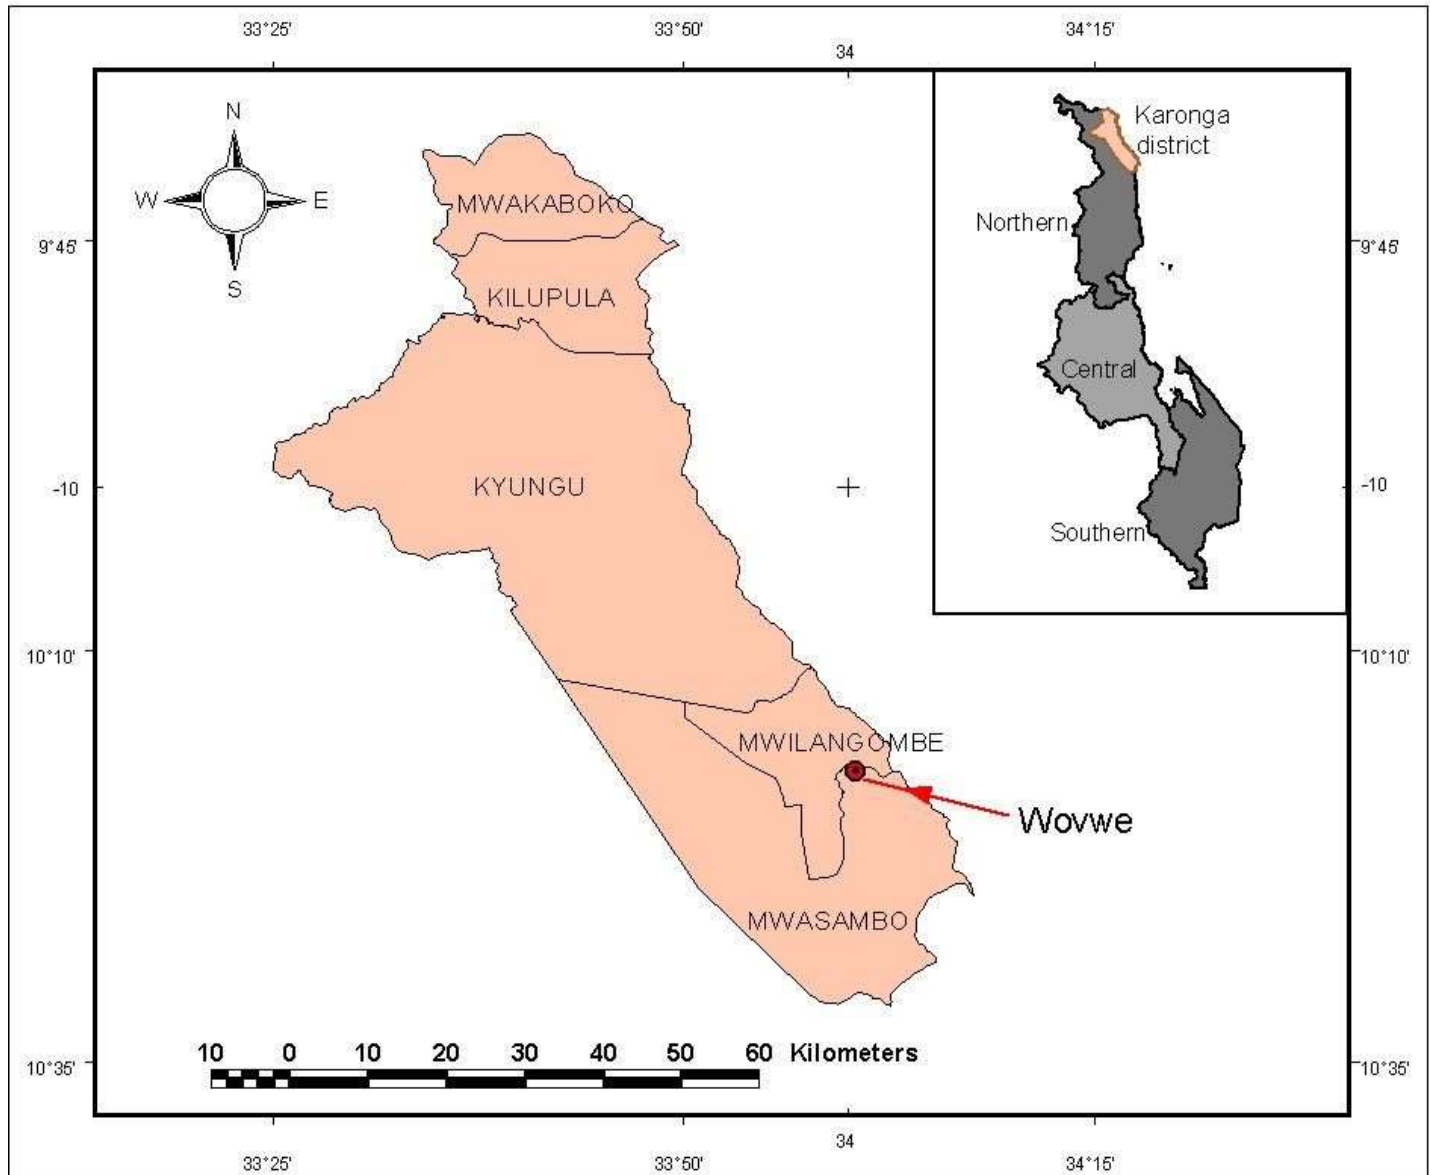 33°25'
33°50'
34
34°15'
N
W
E
S
Karonga
district
Northern
Central
Southern
9°45'
9°45'
MWAKABOKO
KILUPULA
-10
-10
KYUNGU
10°10'
10°10'
MWILANGOMBE
Wovwe
MWASAMBO
10 0 10 20 30 40 50 60 Kilometers
10°35'
10°35'
33°25'
33°50'
34
34°15'